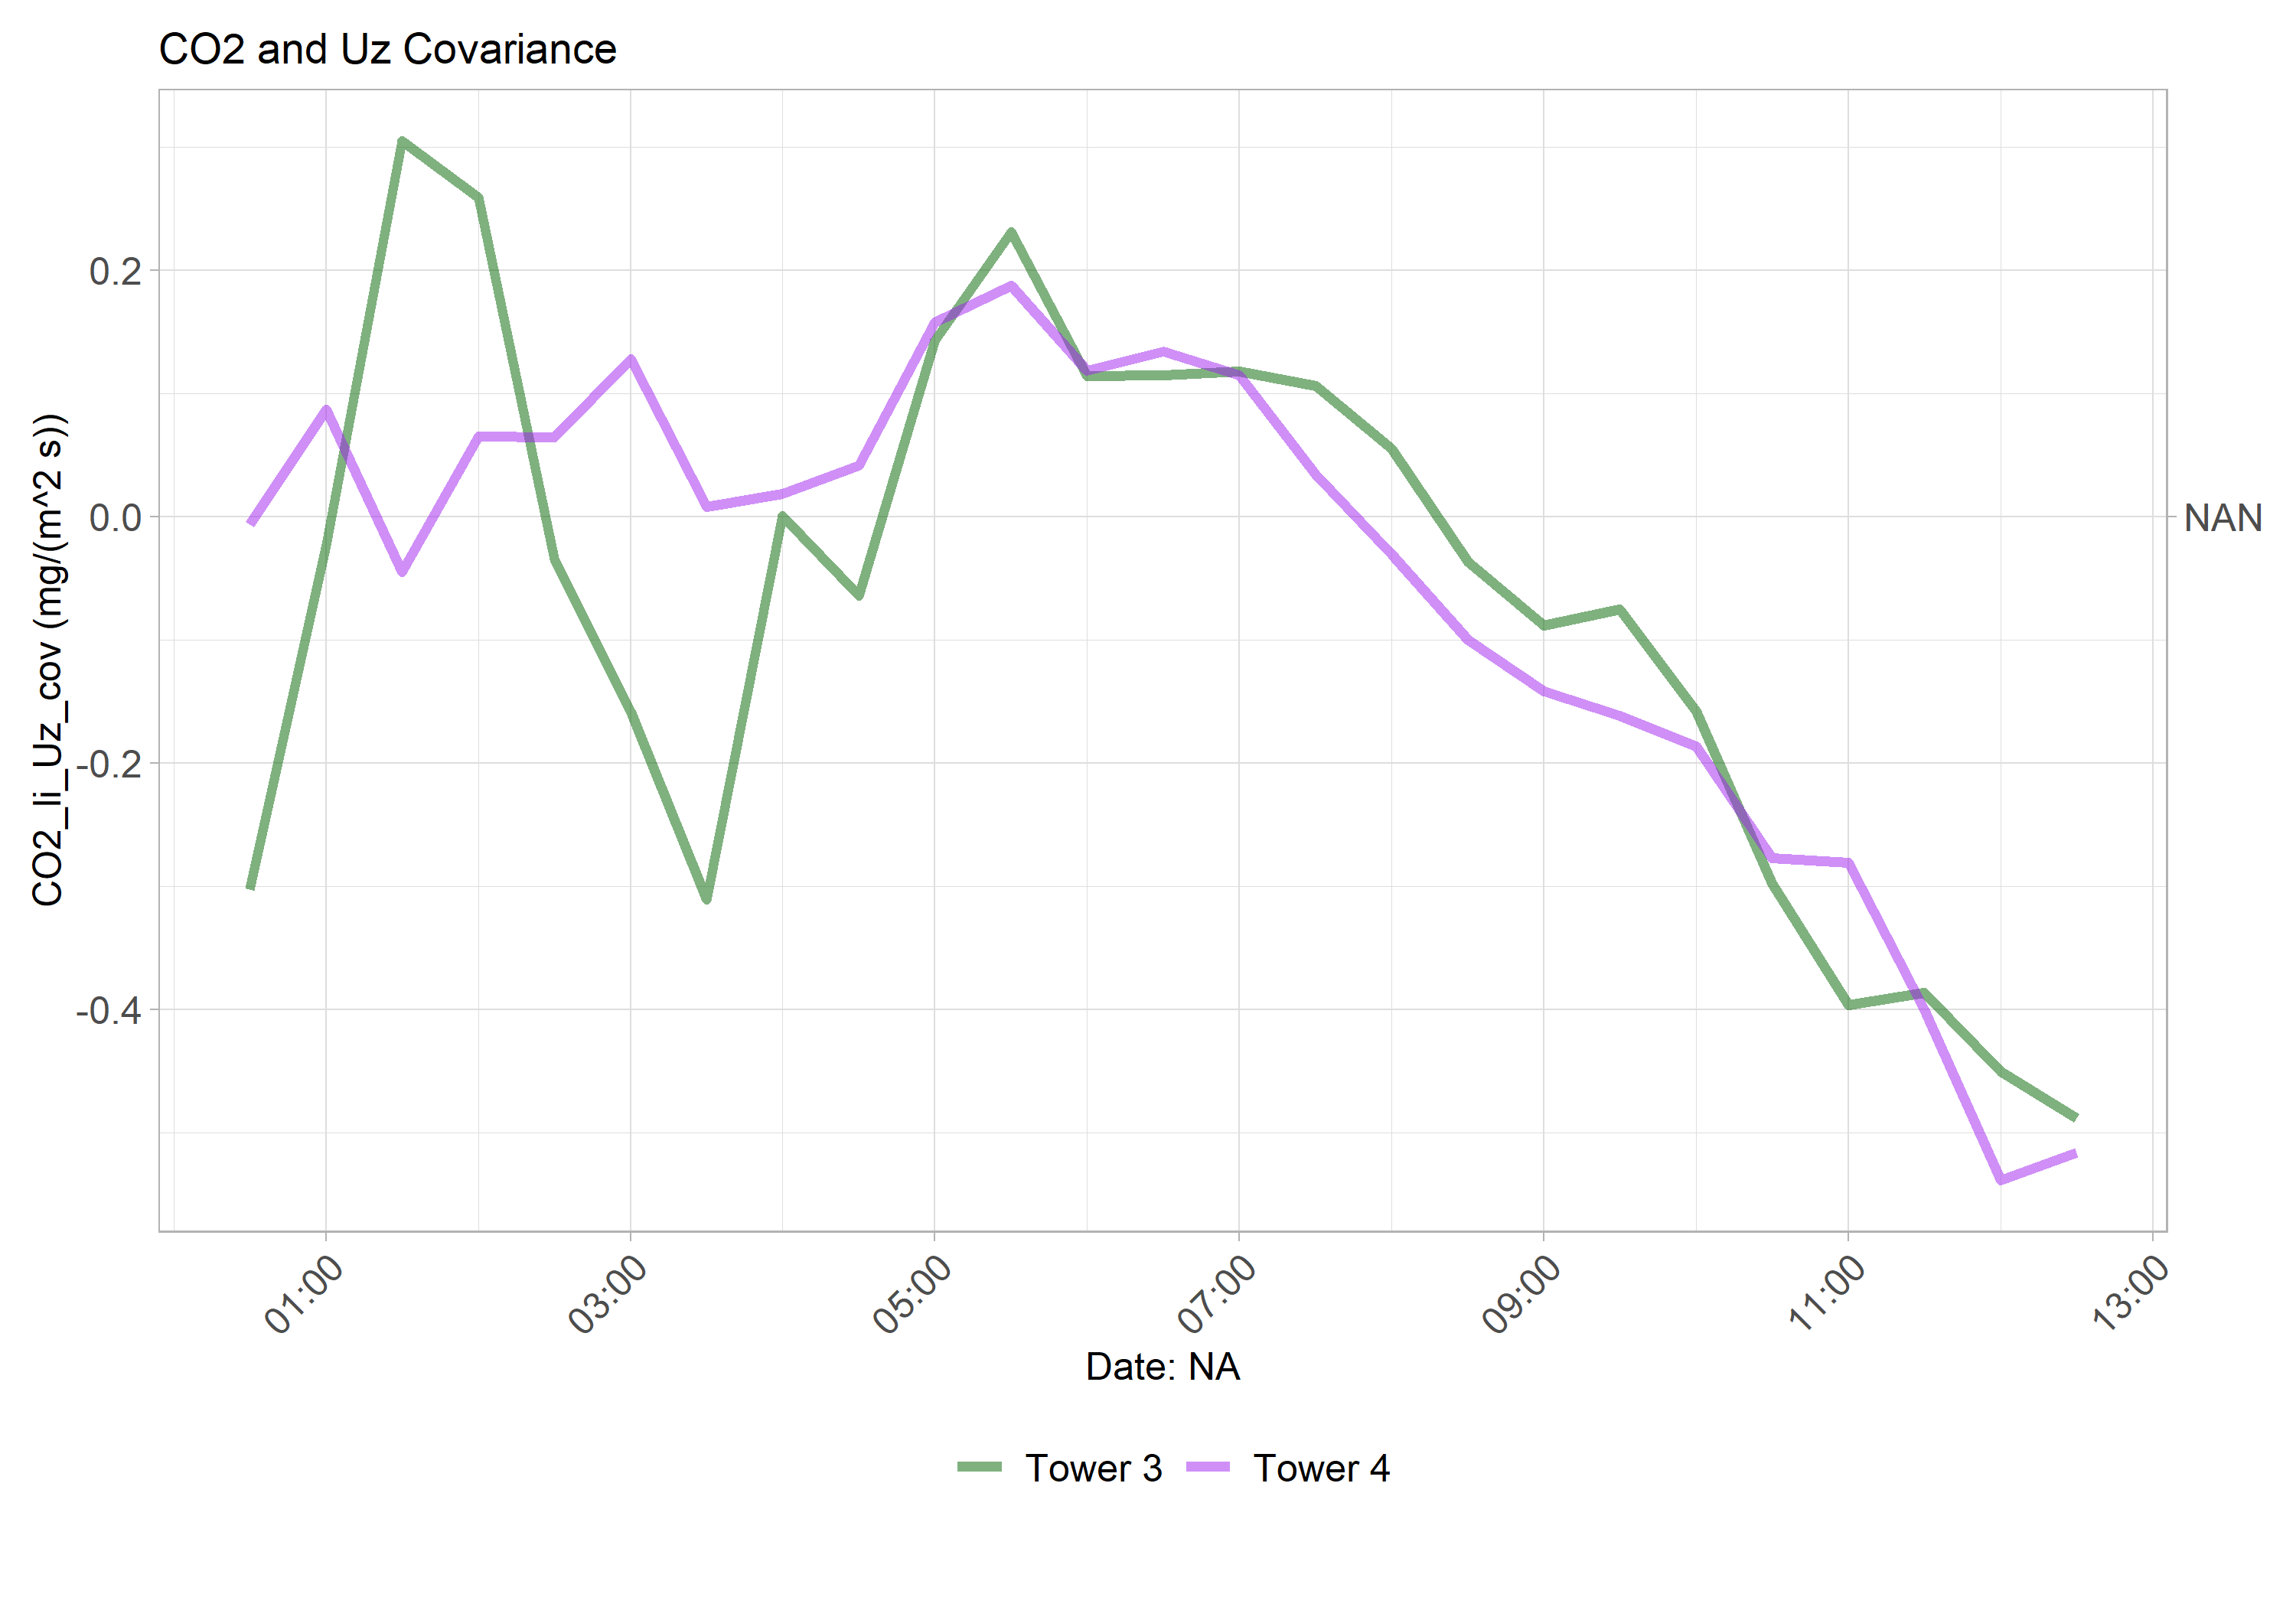 CO2 and Uz Covariance
CO2_li_Uz_cov (mg/(m^2 s))
0.2
0.0
-0.2
-0.4
NAN
01:00
03:00
05:00
07:00
09:00
11:00
13:00
Date: NA
Tower 3
Tower 4